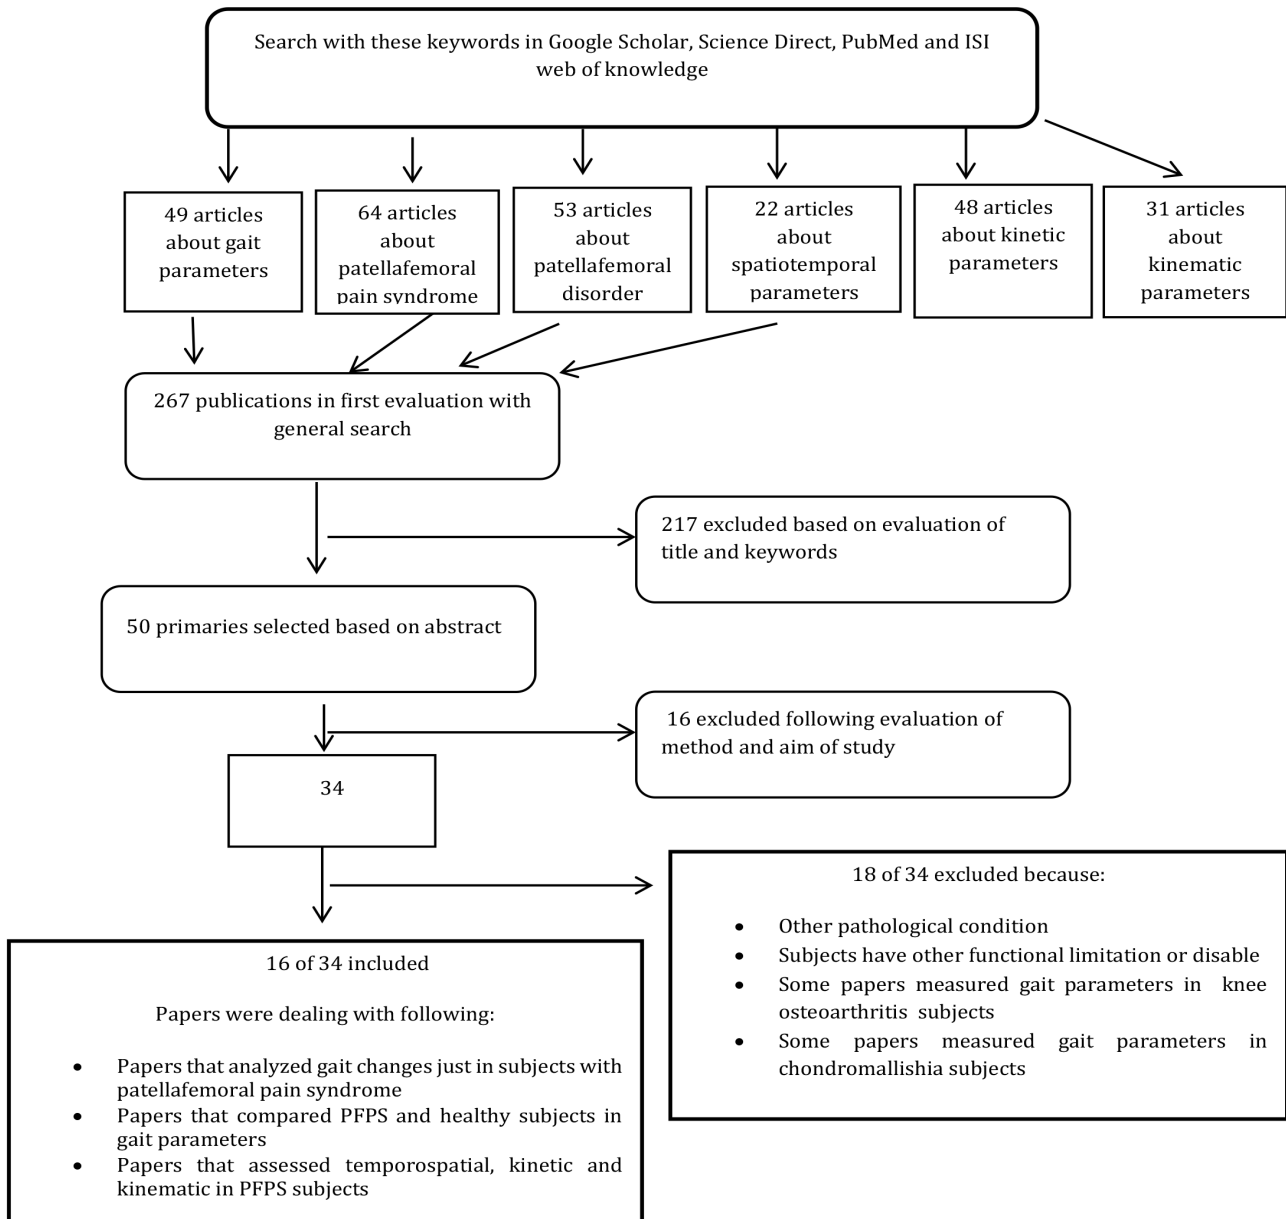 Search with these keywords in Google Scholar, Science Direct, PubMed and ISI
web of knowledge
49 articles
about gait
parameters
64 articles
about
patellafemoral
pain syndrome
53 articles
about
patellafemoral
disorder
22 articles
about
spatiotemporal
parameters
48 articles
about kinetic
parameters
31 articles
about
kinematic
parameters
267 publications in first evaluation with
general search
217 excluded based on evaluation of
title and keywords
50 primaries selected based on abstract
16 excluded following evaluation of
method and aim of study
34
18 of 34 excluded because:
• Other pathological condition
• Subjects have other functional limitation or disable
• Some papers measured gait parameters in knee
osteoarthritis subjects
• Some papers measured gait parameters in
chondromallishia subjects
16 of 34 included
Papers were dealing with following:
• Papers that analyzed gait changes just in subjects with
patellafemoral pain syndrome
• Papers that compared PFPS and healthy subjects in
gait parameters
• Papers that assessed temporospatial, kinetic and
kinematic in PFPS subjects